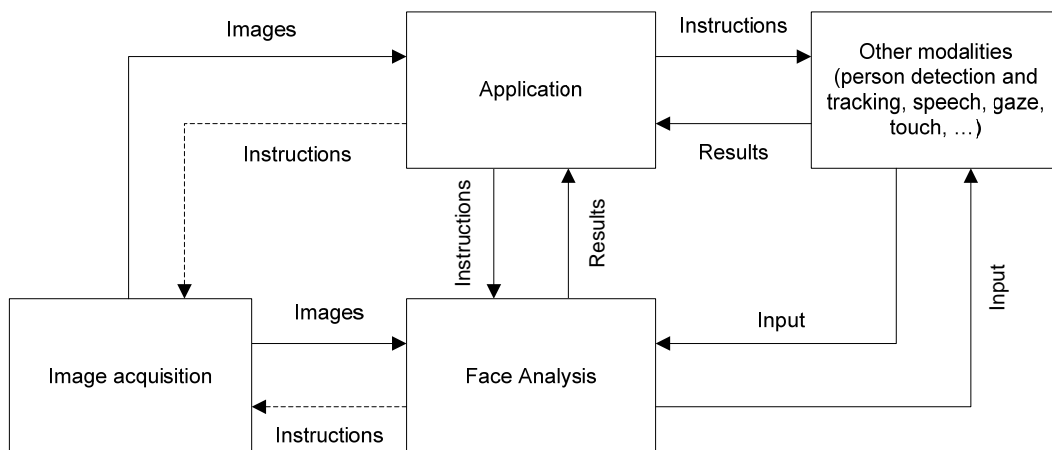 Images
Instructions
Application
Other modalities
(person detection and
tracking, speech, gaze,
touch, …)
Instructions
Results
Instructions
Results
Input
Images
Input
Image acquisition
Face Analysis
Instructions